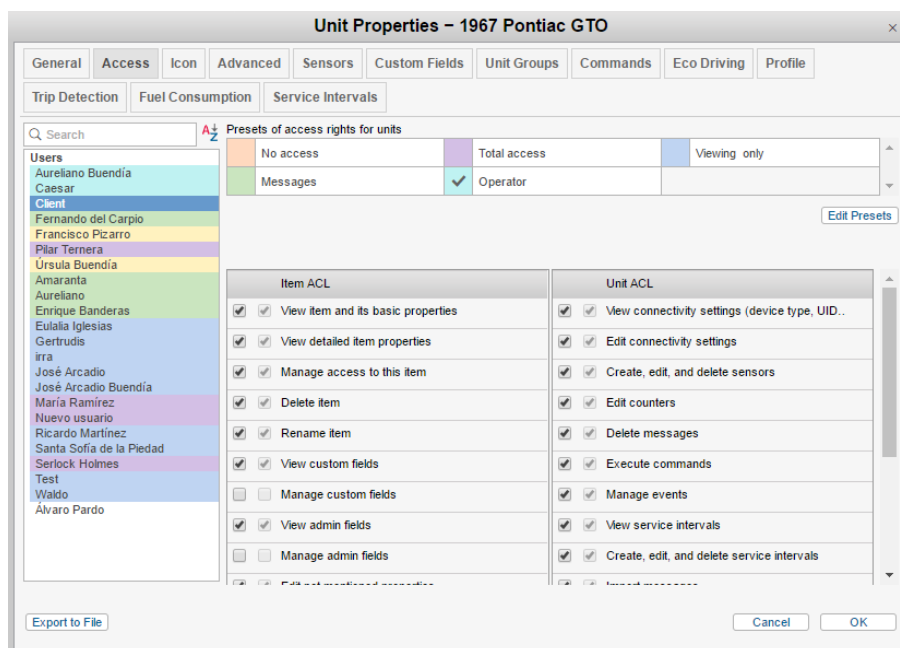 Unit Properties – 1967 Pontiac GTO
×
General Access Icon Advanced Sensors Custom Fields Unit Groups Commands Eco Driving Profile
Trip Detection Fuel Consumption Service Intervals
Search
AZ
Users
Aureliano Buendía
Caesar
Client
Fernando del Carpio
Francisco Pizarro
Pilar Ternera
Úrsula Buendía
Amaranta
Aureliano
Enrique Banderas
Eulalia Iglesias
Gertrudis
irra
José Arcadio
José Arcadio Buendía
María Ramírez
Nuevo usuario
Ricardo Martínez
Santa Sofía de la Piedad
Serlock Holmes
Test
Waldo
Álvaro Pardo
Presets of access rights for units
No access Total access Viewing only
Messages Operator
Edit Presets
Item ACL
View item and its basic properties
View detailed item properties
Manage access to this item
Delete item
Rename item
View custom fields
Manage custom fields
View admin fields
Manage admin fields
Edit not mentioned properties
Unit ACL
View connectivity settings (device type, UID..
Edit connectivity settings
Create, edit, and delete sensors
Edit counters
Delete messages
Execute commands
Manage events
View service intervals
Create, edit, and delete service intervals
Import messages
Export to File
Cancel OK